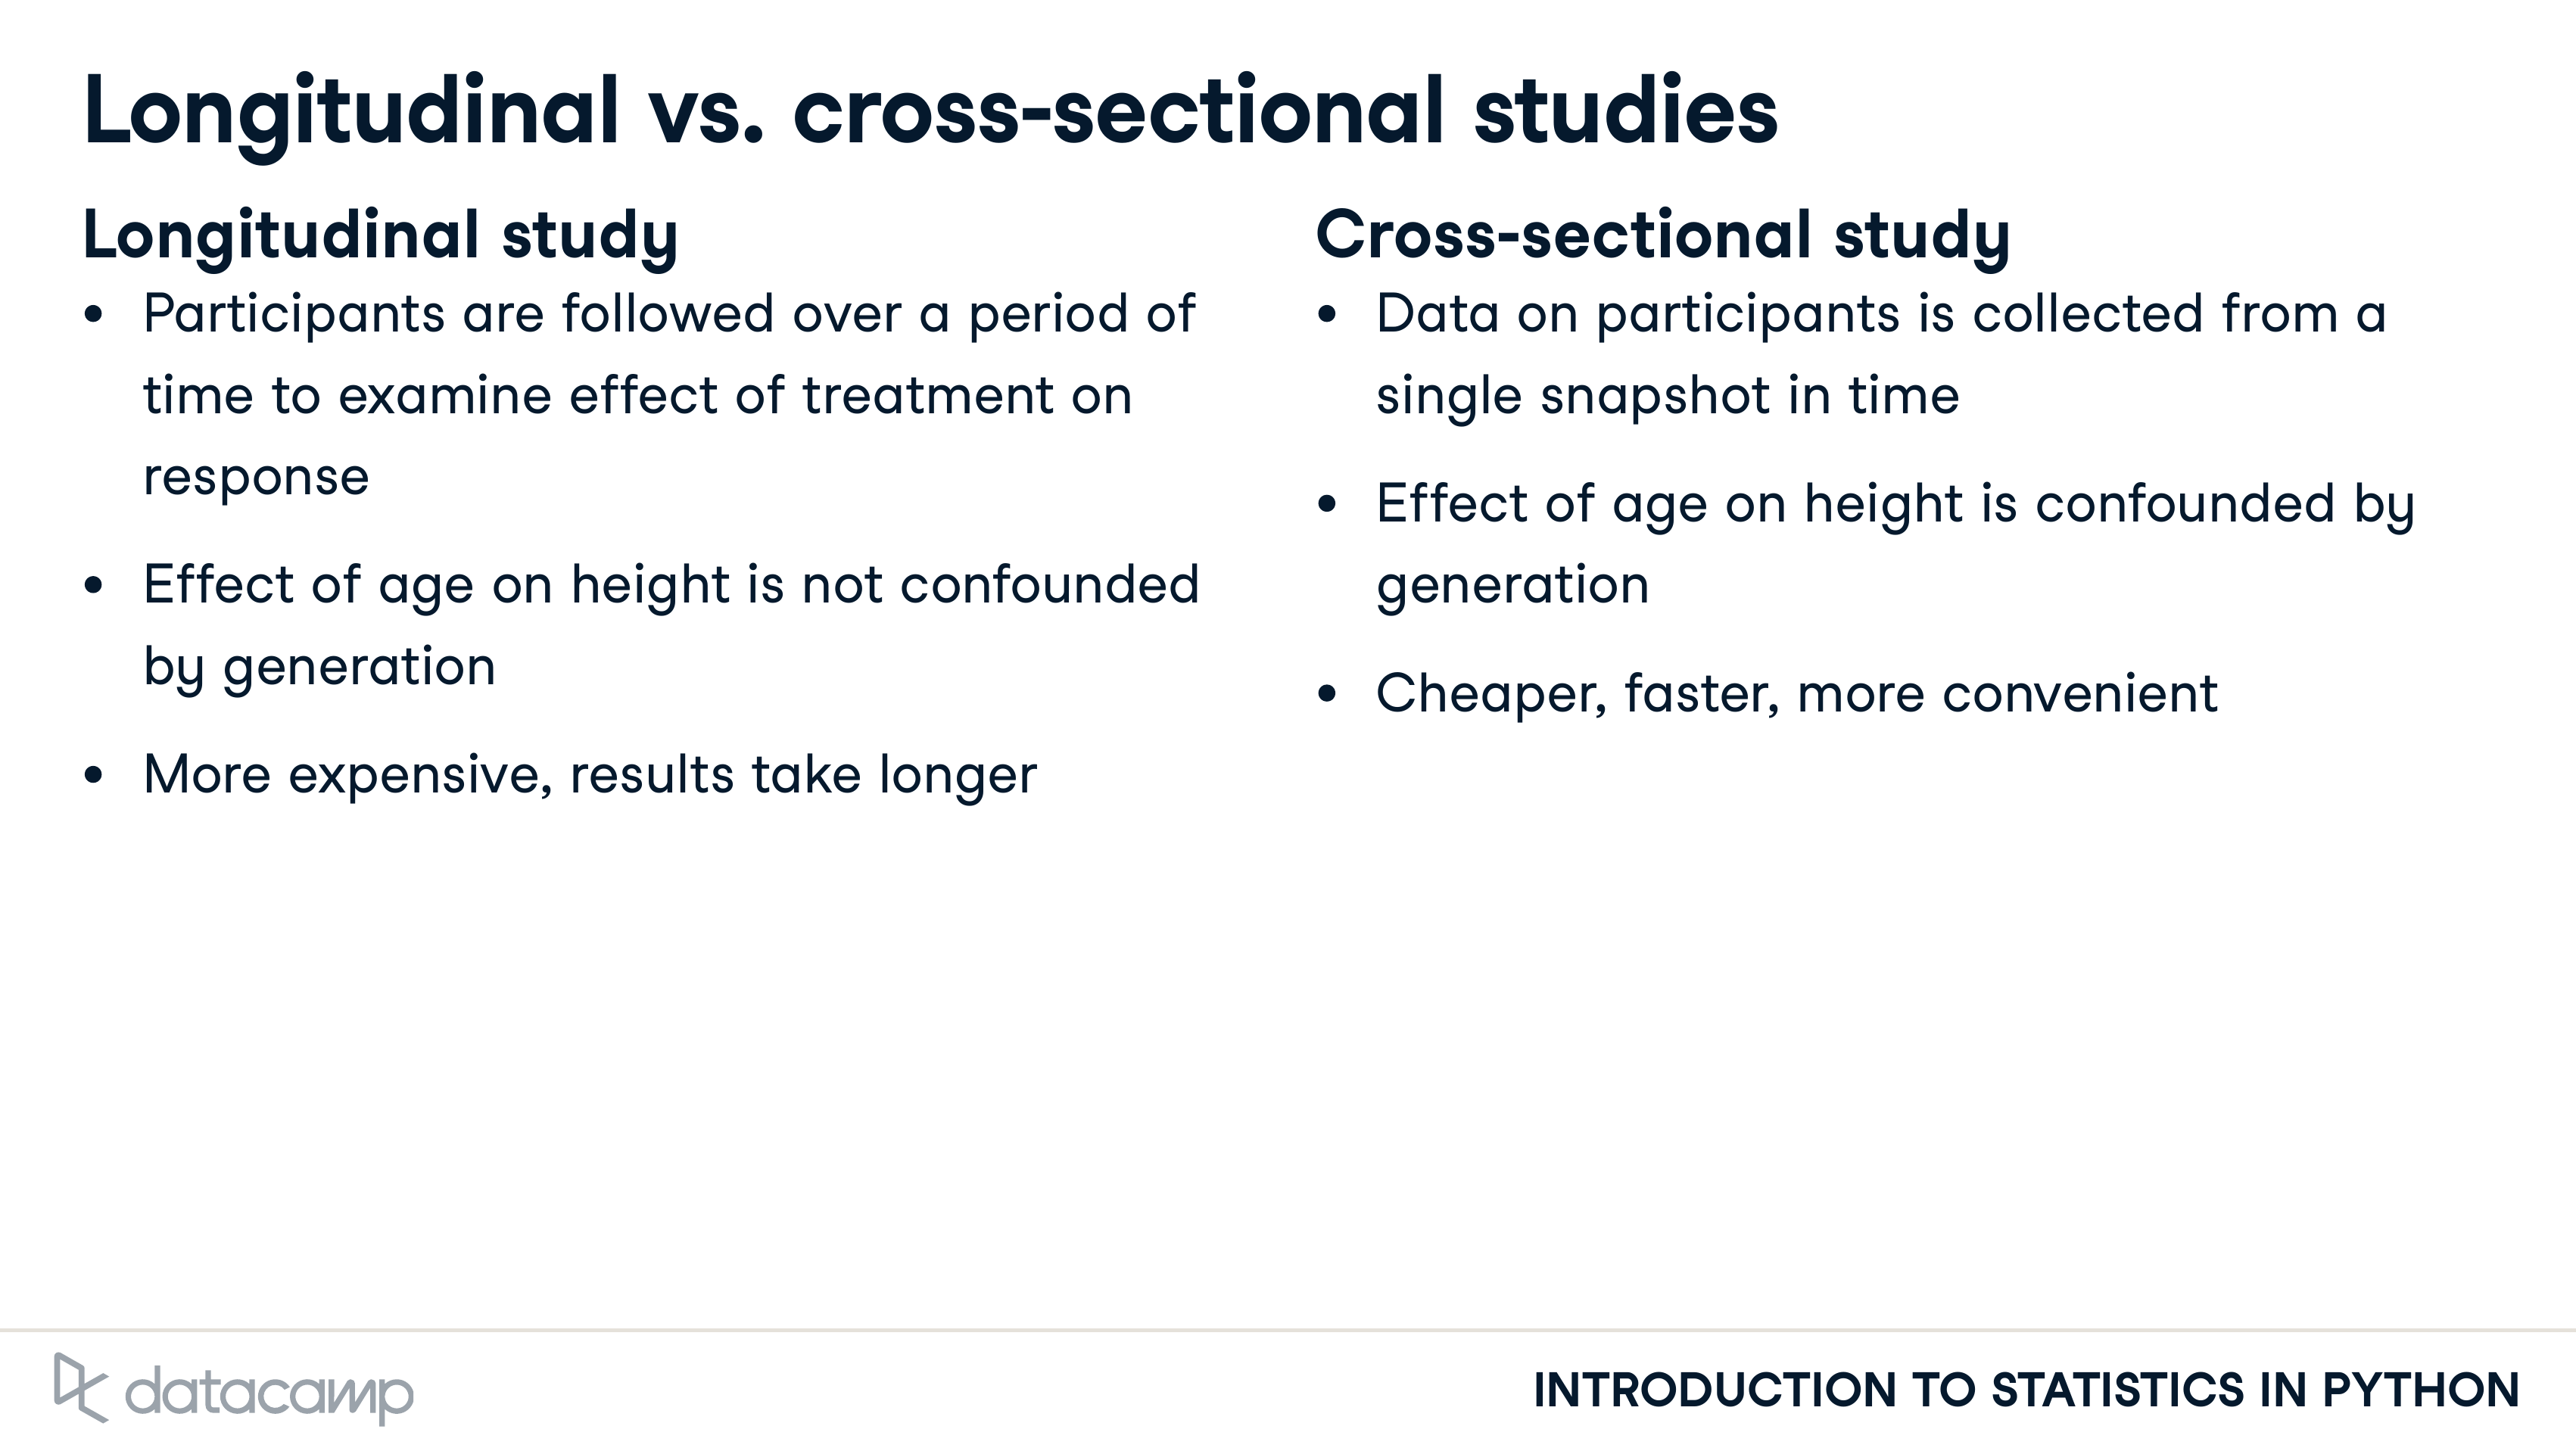 Longitudinal vs. cross-sectional studies
Longitudinal study
• Participants are followed over a period of
time to examine effect of treatment on
response
• Effect of age on height is not confounded
by generation
• More expensive, results take longer
Cross-sectional study
• Data on participants is collected from a
single snapshot in time
• Effect of age on height is confounded by
generation
• Cheaper, faster, more convenient
datacamp
INTRODUCTION TO STATISTICS IN PYTHON